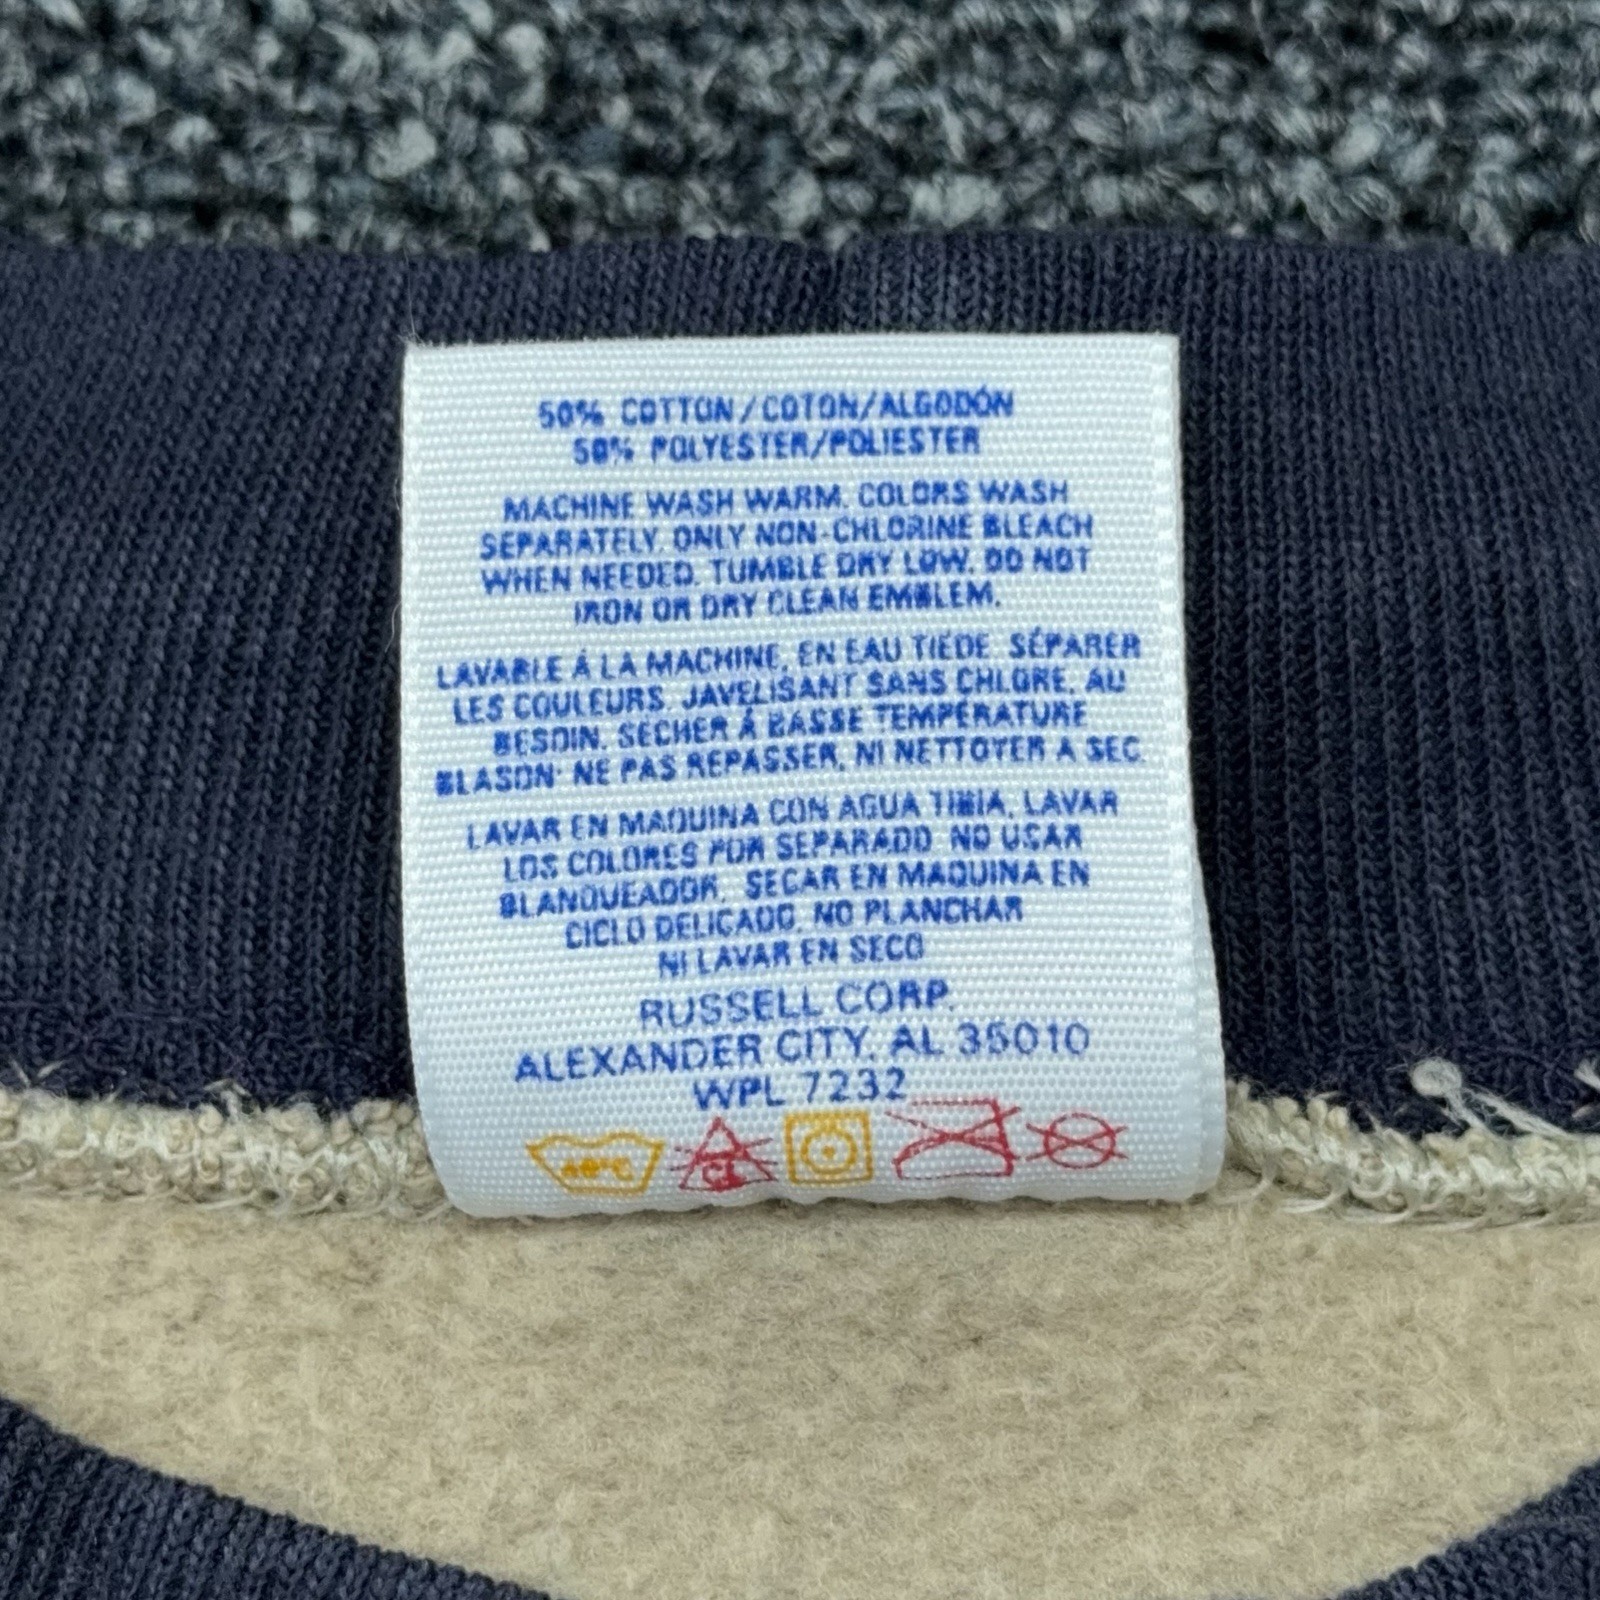 50% COTTON/COTON/ALGODÓN
50% POLYESTER/POLIESTER
MACHINE WASH WARM. COLORS WASH
SEPARATELY. ONLY NON-CHLORINE BLEACH
WHEN NEEDED. TUMBLE DRY LOW. DO NOT
IRON OR DRY CLEAN EMBLEM.
LAVABLE À LA MACHINE, EN EAU TIÈDE. SÉPARER
LES COULEURS. JAVELISANT SANS CHLORE, AU
BESOIN. SÉCHER À BASSE TEMPÉRATURE
BLASON: NE PAS REPASSER, NI NETTOYER A SEC.
LAVAR EN MAQUINA CON AGUA TIBIA. LAVAR
LOS COLORES POR SEPARADO. NO USAR
BLANQUEADOR. SECAR EN MAQUINA EN
CICLO DELICADO. NO PLANCHAR
NI LAVAR EN SECO
RUSSELL CORP.
ALEXANDER CITY, AL 35010
WPL 7232
40°C CL